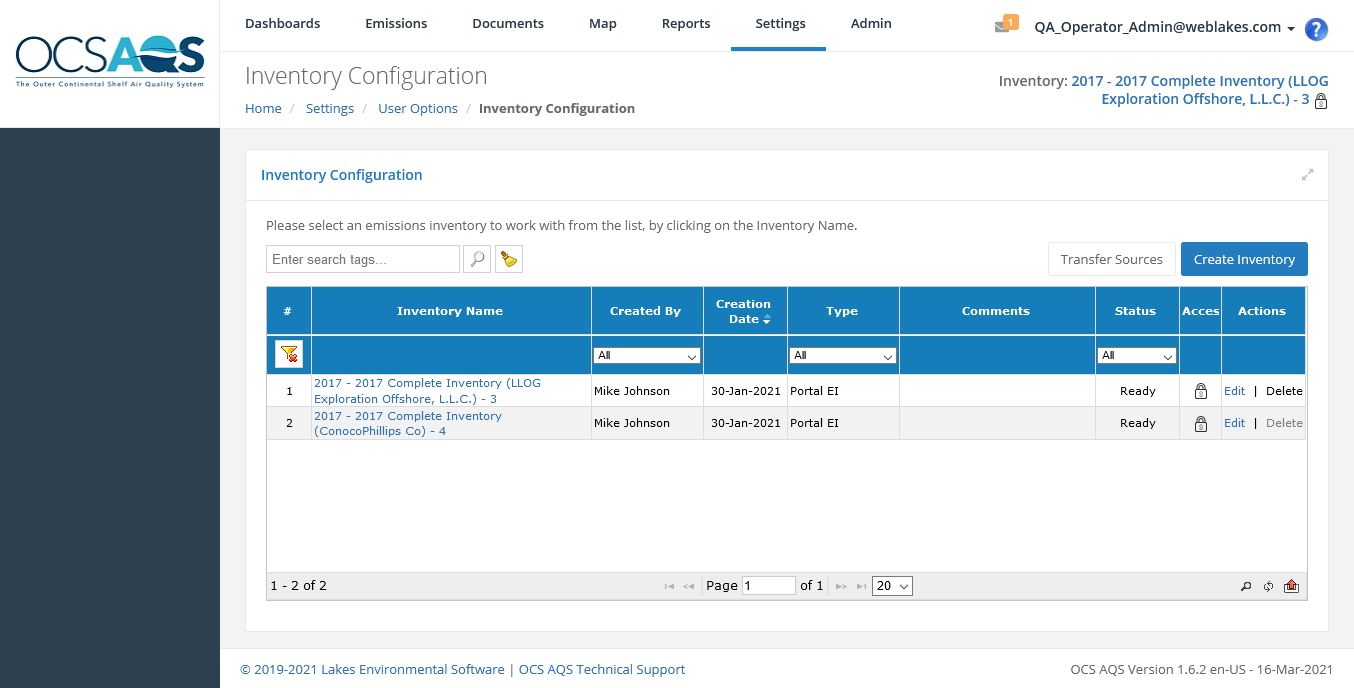 OCSAQS
The Outer Continental Shelf Air Quality System
Dashboards Emissions Documents Map Reports Settings Admin
1 QA_Operator_Admin@weblakes.com ?
Inventory Configuration
Home / Settings / User Options / Inventory Configuration
Inventory: 2017 - 2017 Complete Inventory (LLOG
Exploration Offshore, L.L.C.) - 3
Inventory Configuration
Please select an emissions inventory to work with from the list, by clicking on the Inventory Name.
Enter search tags...
Transfer Sources Create Inventory
# Inventory Name Created By Creation Date Type Comments Status Acces Actions
All All All
1 2017 - 2017 Complete Inventory (LLOG Mike Johnson 30-Jan-2021 Portal EI Ready Edit | Delete
Exploration Offshore, L.L.C.) - 3
2 2017 - 2017 Complete Inventory Mike Johnson 30-Jan-2021 Portal EI Ready Edit | Delete
(ConocoPhillips Co) - 4
1 - 2 of 2 Page 1 of 1 20
© 2019-2021 Lakes Environmental Software | OCS AQS Technical Support
OCS AQS Version 1.6.2 en-US - 16-Mar-2021